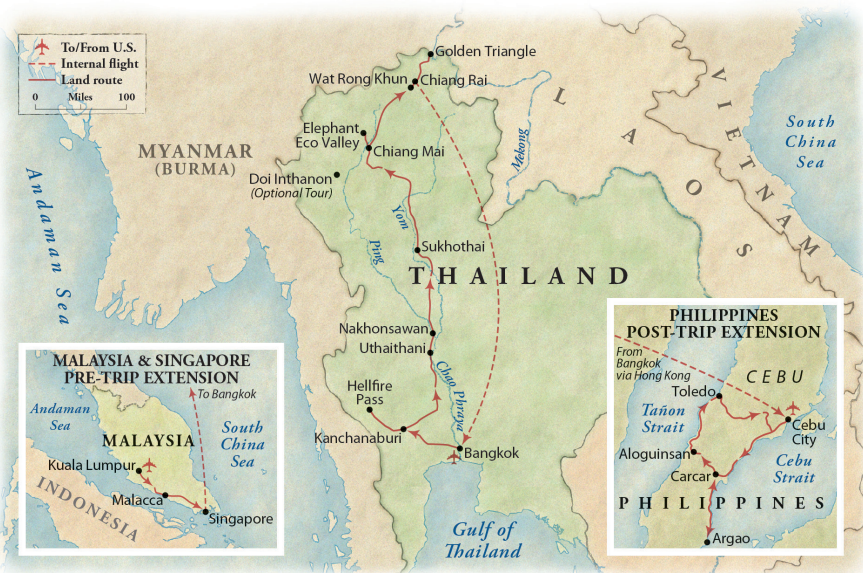 To/From U.S.
Internal flight
Land route
0 Miles 100
Golden Triangle
Wat Rong Khun
Chiang Rai
Elephant
Eco Valley
Chiang Mai
Doi Inthanon
(Optional Tour)
MYANMAR
(BURMA)
LAOS
VIETNAM
South
China
Sea
Mekong
Andaman Sea
Yom
Ping
Sukhothai
THAILAND
Nakhonsawan
Uthaithani
Chao Phraya
Hellfire
Pass
Kanchanaburi
Bangkok
Gulf of
Thailand
MALAYSIA & SINGAPORE
PRE-TRIP EXTENSION
To Bangkok
Andaman
Sea
South
China
Sea
MALAYSIA
Kuala Lumpur
Malacca
Singapore
INDONESIA
PHILIPPINES
POST-TRIP EXTENSION
From
Bangkok
via Hong Kong
CEBU
Toledo
Tañon
Strait
Cebu
City
Aloguinsan
Cebu
Strait
Carcar
PHILIPPINES
Argao